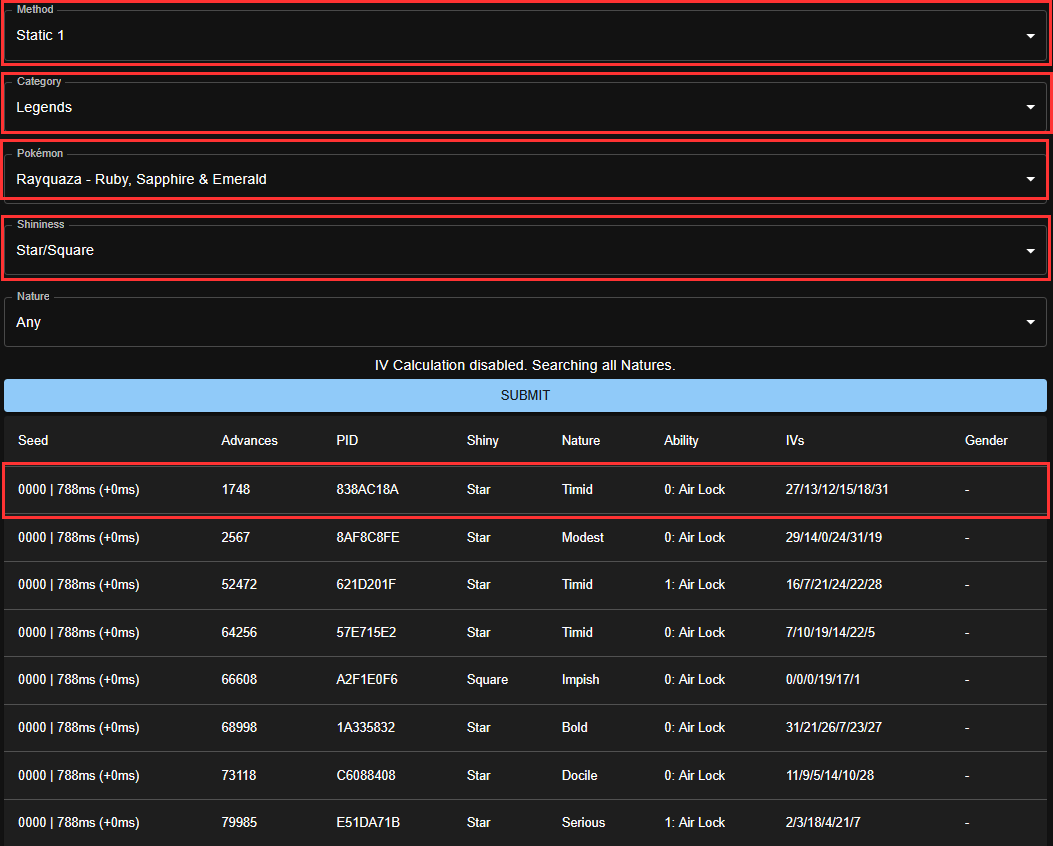 Method
Static 1
Category
Legends
Pokémon
Rayquaza - Ruby, Sapphire & Emerald
Shininess
Star/Square
Nature
Any
IV Calculation disabled. Searching all Natures.
SUBMIT
Seed Advances PID Shiny Nature Ability IVs Gender
0000 | 788ms (+0ms) 1748 838AC18A Star Timid 0: Air Lock 27/13/12/15/18/31 -
0000 | 788ms (+0ms) 2567 8AF8C8FE Star Modest 0: Air Lock 29/14/0/24/31/19 -
0000 | 788ms (+0ms) 52472 621D201F Star Timid 1: Air Lock 16/7/21/24/22/28 -
0000 | 788ms (+0ms) 64256 57E715E2 Star Timid 0: Air Lock 7/10/19/14/22/5 -
0000 | 788ms (+0ms) 66608 A2F1E0F6 Square Impish 0: Air Lock 0/0/0/19/17/1 -
0000 | 788ms (+0ms) 68998 1A335832 Star Bold 0: Air Lock 31/21/26/7/23/27 -
0000 | 788ms (+0ms) 73118 C6088408 Star Docile 0: Air Lock 11/9/5/14/10/28 -
0000 | 788ms (+0ms) 79985 E51DA71B Star Serious 1: Air Lock 2/3/18/4/21/7 -